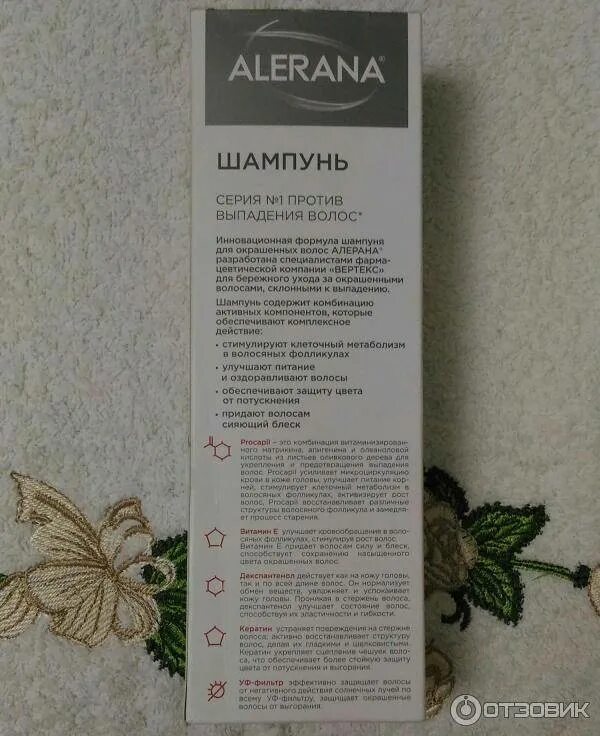 ALERANA®
ШАМПУНЬ
СЕРИЯ №1 ПРОТИВ
ВЫПАДЕНИЯ ВОЛОС*
Инновационная формула шампуня
для окрашенных волос АЛЕРАНА®
разработана специалистами фарма-
цевтической компании «ВЕРТЕКС»
для бережного ухода за окрашенными
волосами, склонными к выпадению.
Шампунь содержит комбинацию
активных компонентов, которые
обеспечивают комплексное
действие:
• стимулируют клеточный метаболизм
в волосяных фолликулах
• улучшают питание
и оздоравливают волосы
• обеспечивают защиту цвета
от потускнения
• придают волосам
сияющий блеск
Procapil – это комбинация витаминизирован-
ного матрикина, апигенина и олеаноловой
кислоты из листьев оливкового дерева для
укрепления и предотвращения выпадения
волос. Procapil усиливает микроциркуляцию
крови в коже головы, улучшает питание кор-
ней, стимулирует клеточный метаболизм в
волосяных фолликулах, активизирует рост
волос. Procapil восстанавливает различные
структуры волосяного фолликула и замедля-
ет процесс старения.
Витамин Е улучшает кровообращение в воло-
сяных фолликулах, стимулируя рост волос.
Витамин Е придает волосам силу и блеск,
способствует сохранению насыщенного
цвета окрашенных волос.
Декспантенол действует как на кожу головы,
так и по всей длине волос. Он нормализует
обмен веществ, увлажняет и успокаивает
кожу головы. Проникая в стержень волоса,
декспантенол улучшает состояние волос,
способствуя их эластичности и гибкости.
Кератин устраняет повреждения на стержне
волоса, активно восстанавливает структуру
волос, делая их гладкими и шелковистыми.
Кератин укрепляет сцепление чешуек воло-
са, что обеспечивает более стойкую защиту
цвета от потускнения и выгорания.
УФ-фильтр эффективно защищает волосы
от негативного действия солнечных лучей по
всему УФ-фильтру, защищает окрашенные
волосы от выгорания.
ОТЗОВИК